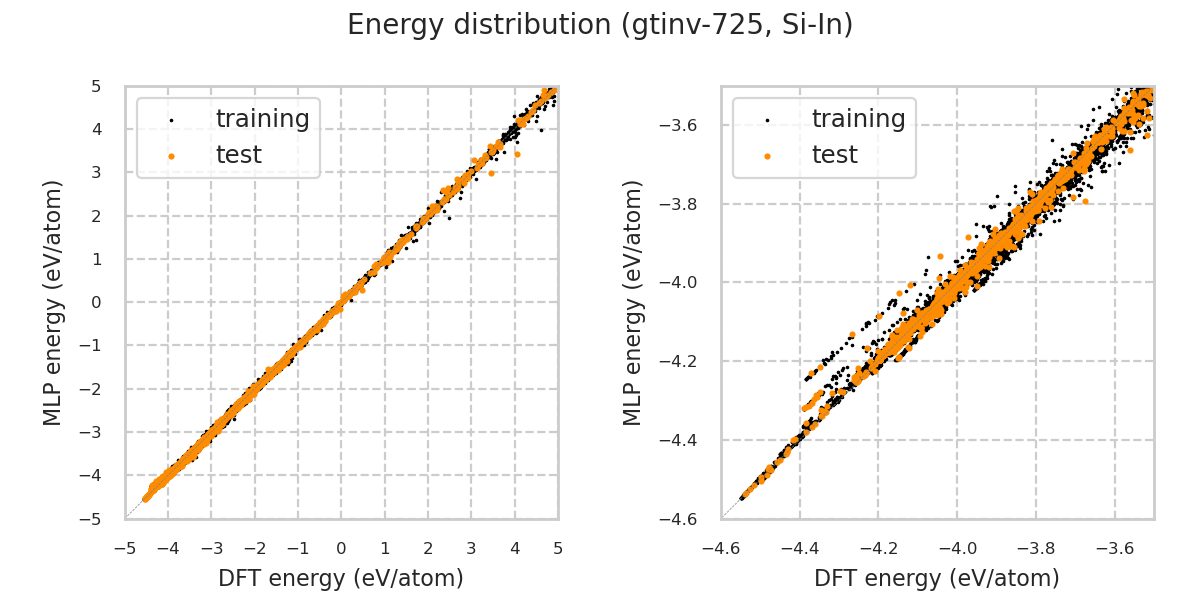 Energy distribution (gtinv-725, Si-In)
training
test
5
4
3
2
1
0
−1
−2
−3
−4
−5
−5 −4 −3 −2 −1 0 1 2 3 4 5
MLP energy (eV/atom)
DFT energy (eV/atom)
training
test
−3.6
−3.8
−4.0
−4.2
−4.4
−4.6
−4.6 −4.4 −4.2 −4.0 −3.8 −3.6
MLP energy (eV/atom)
DFT energy (eV/atom)